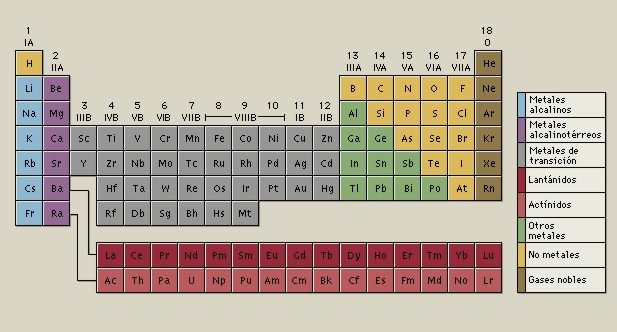 1 18
IA 0
H 2 13 14 15 16 17 He
IIA IIIA IVA VA VIA VIIA
Li Be B C N O F Ne
Na Mg 3 4 5 6 7 8 9 10 11 12 Al Si P S Cl Ar
IIIB IVB VB VIB VIIB VIIIB IB IIB
K Ca Sc Ti V Cr Mn Fe Co Ni Cu Zn Ga Ge As Se Br Kr
Rb Sr Y Zr Nb Mo Tc Ru Rh Pd Ag Cd In Sn Sb Te I Xe
Cs Ba Hf Ta W Re Os Ir Pt Au Hg Tl Pb Bi Po At Rn
Fr Ra Rf Db Sg Bh Hs Mt
La Ce Pr Nd Pm Sm Eu Gd Tb Dy Ho Er Tm Yb Lu
Ac Th Pa U Np Pu Am Cm Bk Cf Es Fm Md No Lr
Metales
alcalinos
Metales
alcalinotérreos
Metales de
transición
Lantánidos
Actínidos
Otros
metales
No metales
Gases nobles